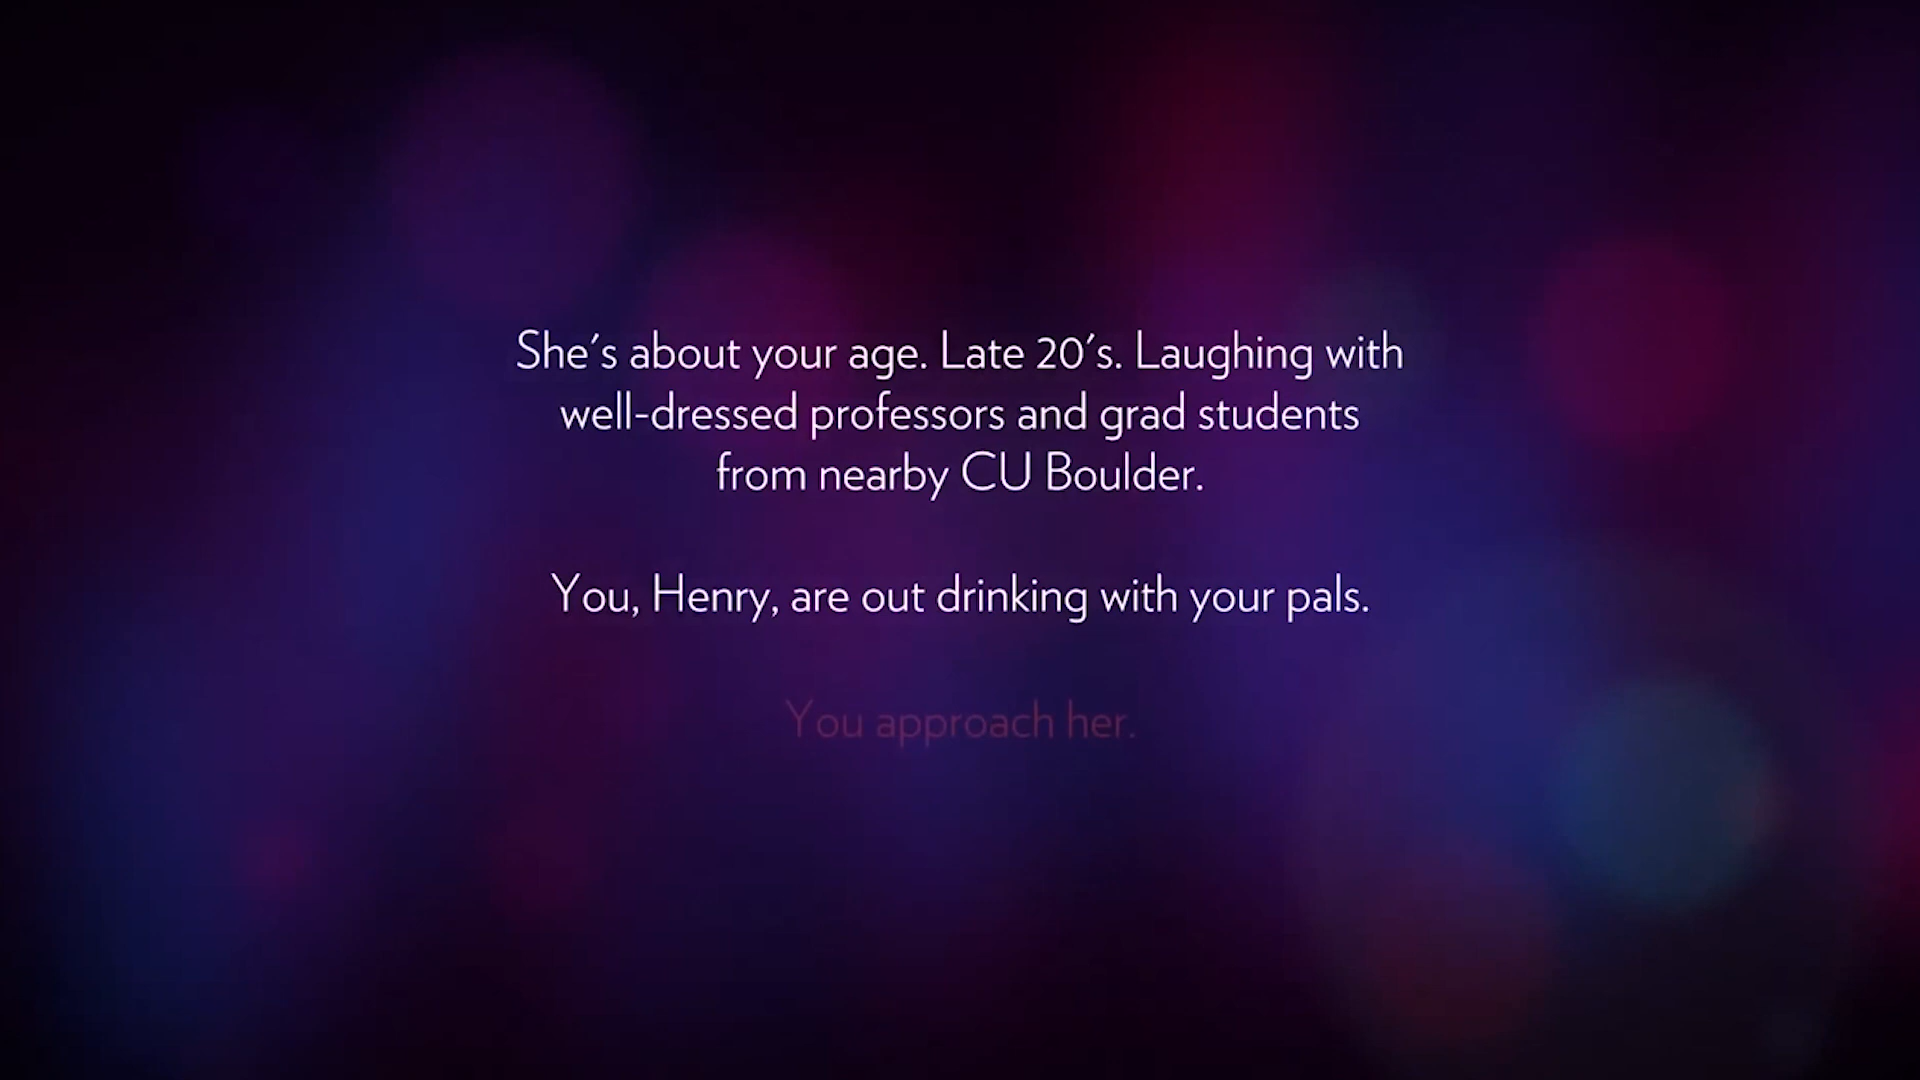 She's about your age. Late 20's. Laughing with
well-dressed professors and grad students
from nearby CU Boulder.
You, Henry, are out drinking with your pals.
You approach her.